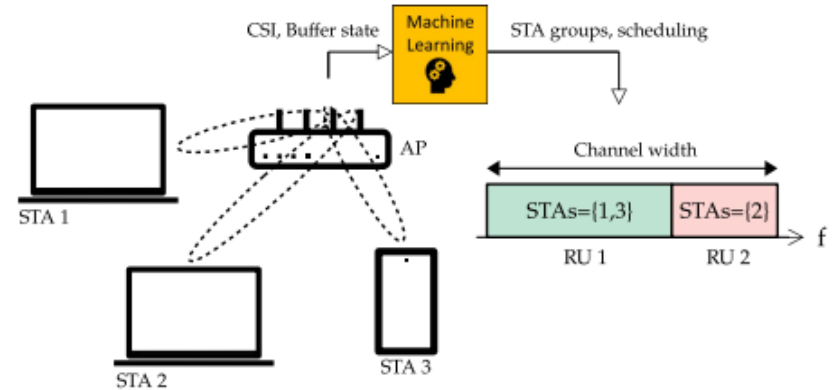 Machine
Learning
CSI, Buffer state
STA groups, scheduling
AP
Channel width
STAs={1,3}
STAs={2}
f
RU 1
RU 2
STA 1
STA 2
STA 3